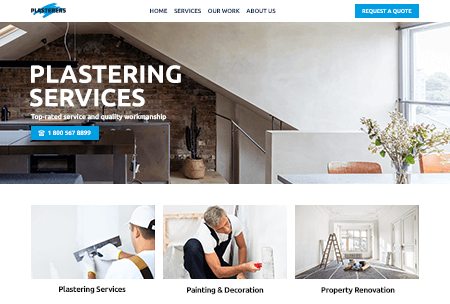 PLASTERERS
HOME SERVICES OUR WORK ABOUT US
REQUEST A QUOTE
PLASTERING
SERVICES
Top-rated service and quality workmanship
1 800 567 8899
Plastering Services
Painting & Decoration
Property Renovation